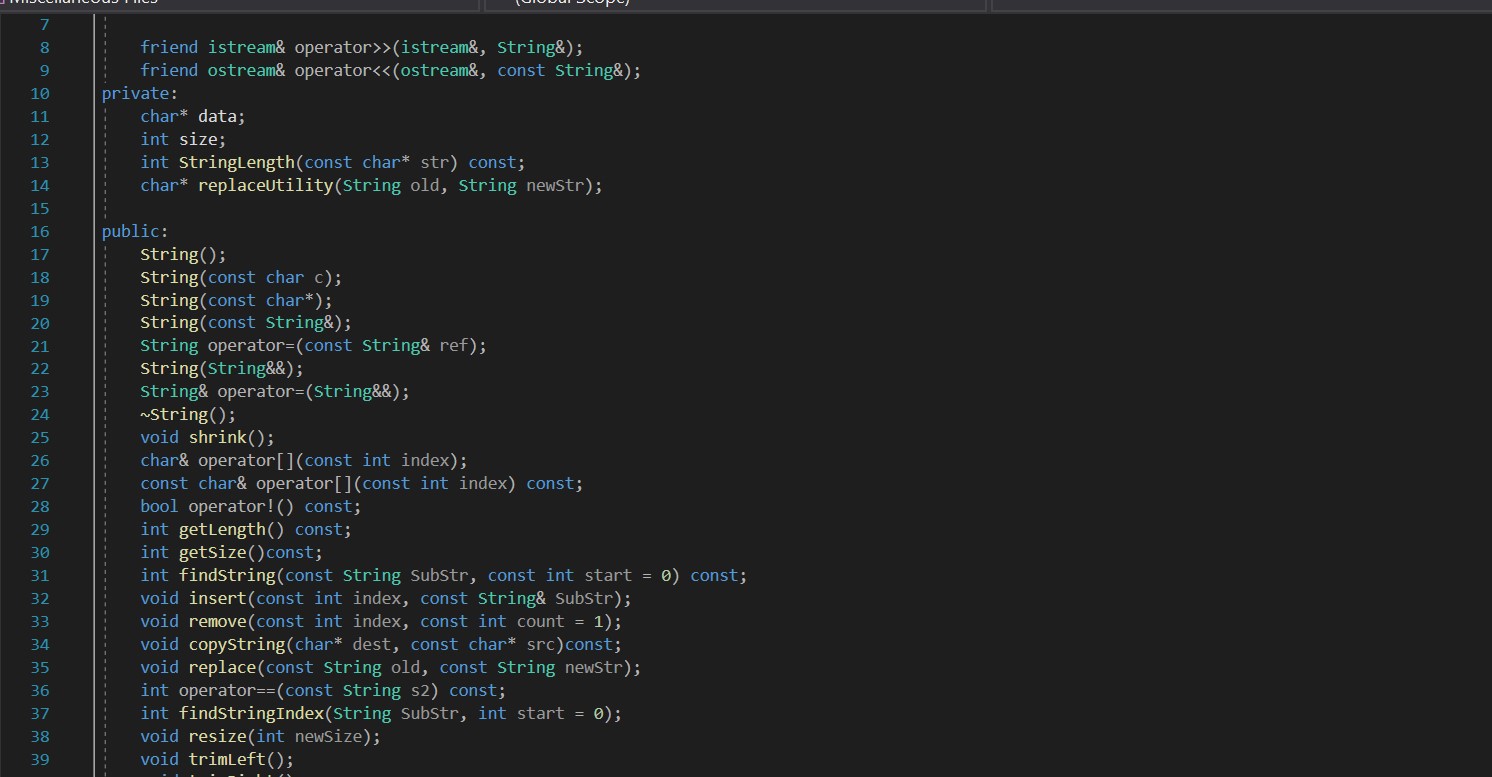 Miscellaneous Files (Global Scope)
7
8 friend istream& operator>>(istream&, String&);
9 friend ostream& operator<<(ostream&, const String&);
10 private:
11 char* data;
12 int size;
13 int StringLength(const char* str) const;
14 char* replaceUtility(String old, String newStr);
15
16 public:
17 String();
18 String(const char c);
19 String(const char*);
20 String(const String&);
21 String operator=(const String& ref);
22 String(String&&);
23 String& operator=(String&&);
24 ~String();
25 void shrink();
26 char& operator[](const int index);
27 const char& operator[](const int index) const;
28 bool operator!() const;
29 int getLength() const;
30 int getSize()const;
31 int findString(const String SubStr, const int start = 0) const;
32 void insert(const int index, const String& SubStr);
33 void remove(const int index, const int count = 1);
34 void copyString(char* dest, const char* src)const;
35 void replace(const String old, const String newStr);
36 int operator==(const String s2) const;
37 int findStringIndex(String SubStr, int start = 0);
38 void resize(int newSize);
39 void trimLeft();